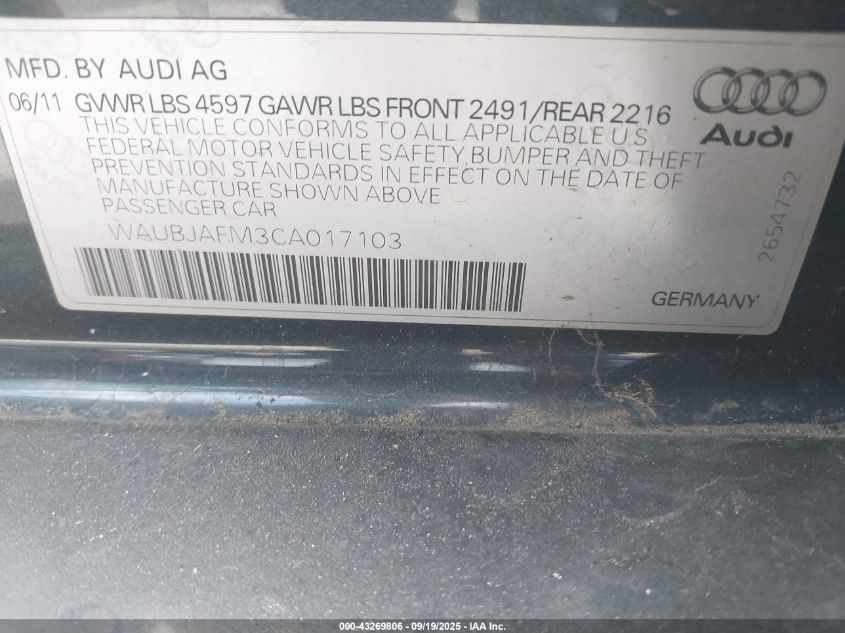 MFD. BY AUDI AG
06/11 GVWR LBS 4597 GAWR LBS FRONT 2491/REAR 2216
THIS VEHICLE CONFORMS TO ALL APPLICABLE U S
FEDERAL MOTOR VEHICLE SAFETY, BUMPER AND THEFT
PREVENTION STANDARDS IN EFFECT ON THE DATE OF
MANUFACTURE SHOWN ABOVE
PASSENGER CAR
WAUBJAFM3CA017103
Audi
2654732
GERMANY
000-43269806 - 09/19/2025 - IAA Inc.